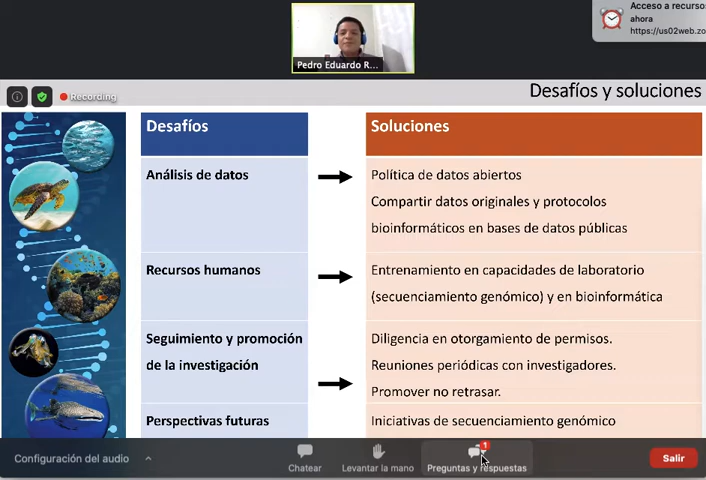 Acceso a recurso
ahora
https://us02web.zo
Pedro Eduardo R...
Recording
Desafíos y soluciones
Desafíos
Soluciones
Análisis de datos
Política de datos abiertos
Compartir datos originales y protocolos
bioinformáticos en bases de datos públicas
Recursos humanos
Entrenamiento en capacidades de laboratorio
(secuenciamiento genómico) y en bioinformática
Seguimiento y promoción
de la investigación
Diligencia en otorgamiento de permisos.
Reuniones periódicas con investigadores.
Promover no retrasar.
Perspectivas futuras
Iniciativas de secuenciamiento genómico
Configuración del audio
Chatear
Levantar la mano
1
Preguntas y respuestas
Salir